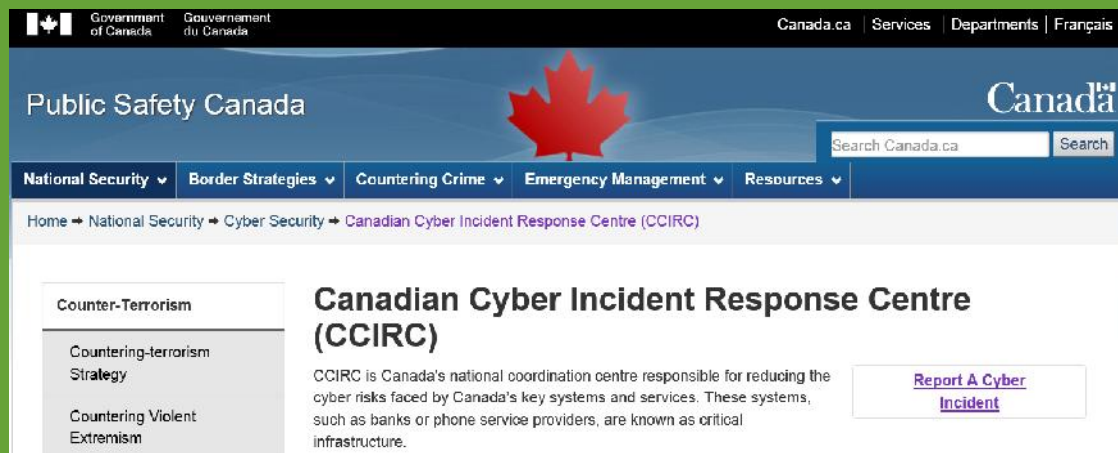 Government of Canada
Gouvernement du Canada
Canada.ca | Services | Departments | Français
Public Safety Canada
Canada
Search Canada.ca
Search
National Security
Border Strategies
Countering Crime
Emergency Management
Resources
Home ➔ National Security ➔ Cyber Security ➔ Canadian Cyber Incident Response Centre (CCIRC)
Counter-Terrorism
Countering-terrorism
Strategy
Countering Violent
Extremism
Canadian Cyber Incident Response Centre
(CCIRC)
CCIRC is Canada's national coordination centre responsible for reducing the
cyber risks faced by Canada's key systems and services. These systems,
such as banks or phone service providers, are known as critical
infrastructure.
Report A Cyber
Incident